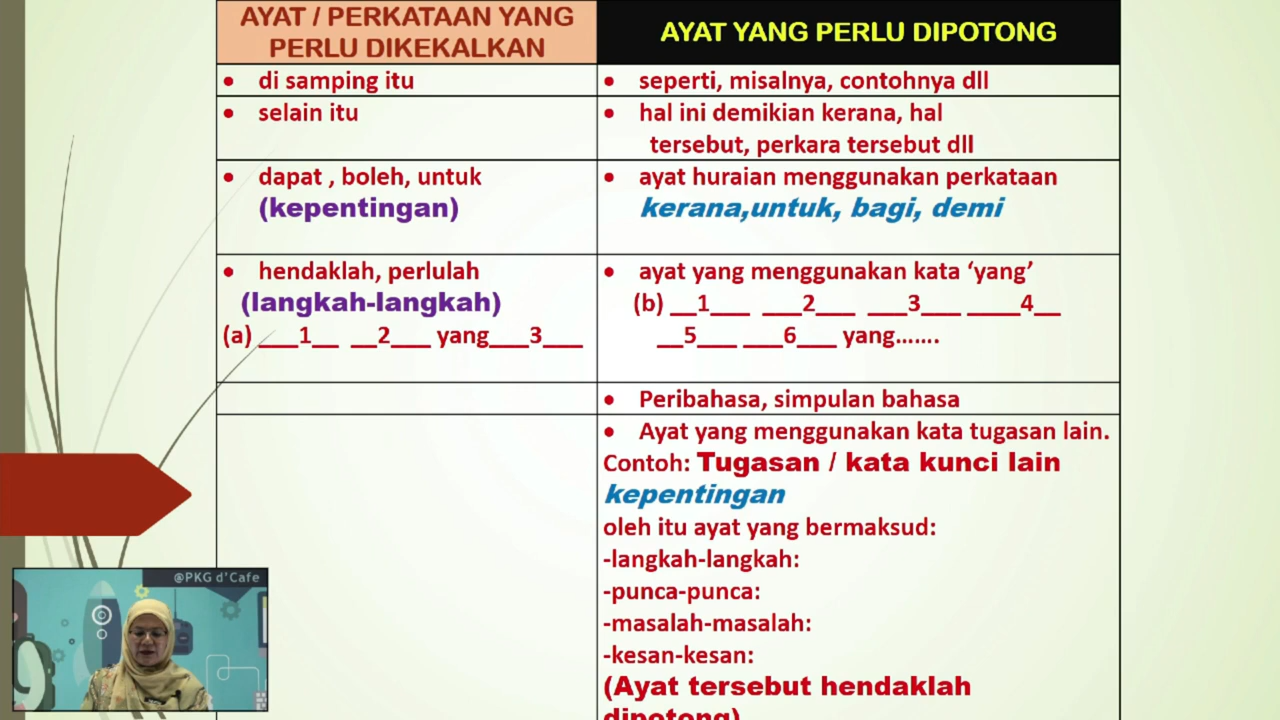 AYAT / PERKATAAN YANG
PERLU DIKEKALKAN
AYAT YANG PERLU DIPOTONG
• di samping itu
• seperti, misalnya, contohnya dll
• selain itu
• hal ini demikian kerana, hal
tersebut, perkara tersebut dll
• dapat , boleh, untuk
(kepentingan)
• ayat huraian menggunakan perkataan
kerana,untuk, bagi, demi
• hendaklah, perlulah
(langkah-langkah)
(a) ___1__ __2___ yang___3____
• ayat yang menggunakan kata ‘yang’
(b) __1___ ___2___ ___3___ ____4__
__5___ ___6___ yang…….
• Peribahasa, simpulan bahasa
• Ayat yang menggunakan kata tugasan lain.
Contoh: Tugasan / kata kunci lain
kepentingan
oleh itu ayat yang bermaksud:
-langkah-langkah:
-punca-punca:
-masalah-masalah:
-kesan-kesan:
(Ayat tersebut hendaklah
dipotong)
@PKG d'Cafe